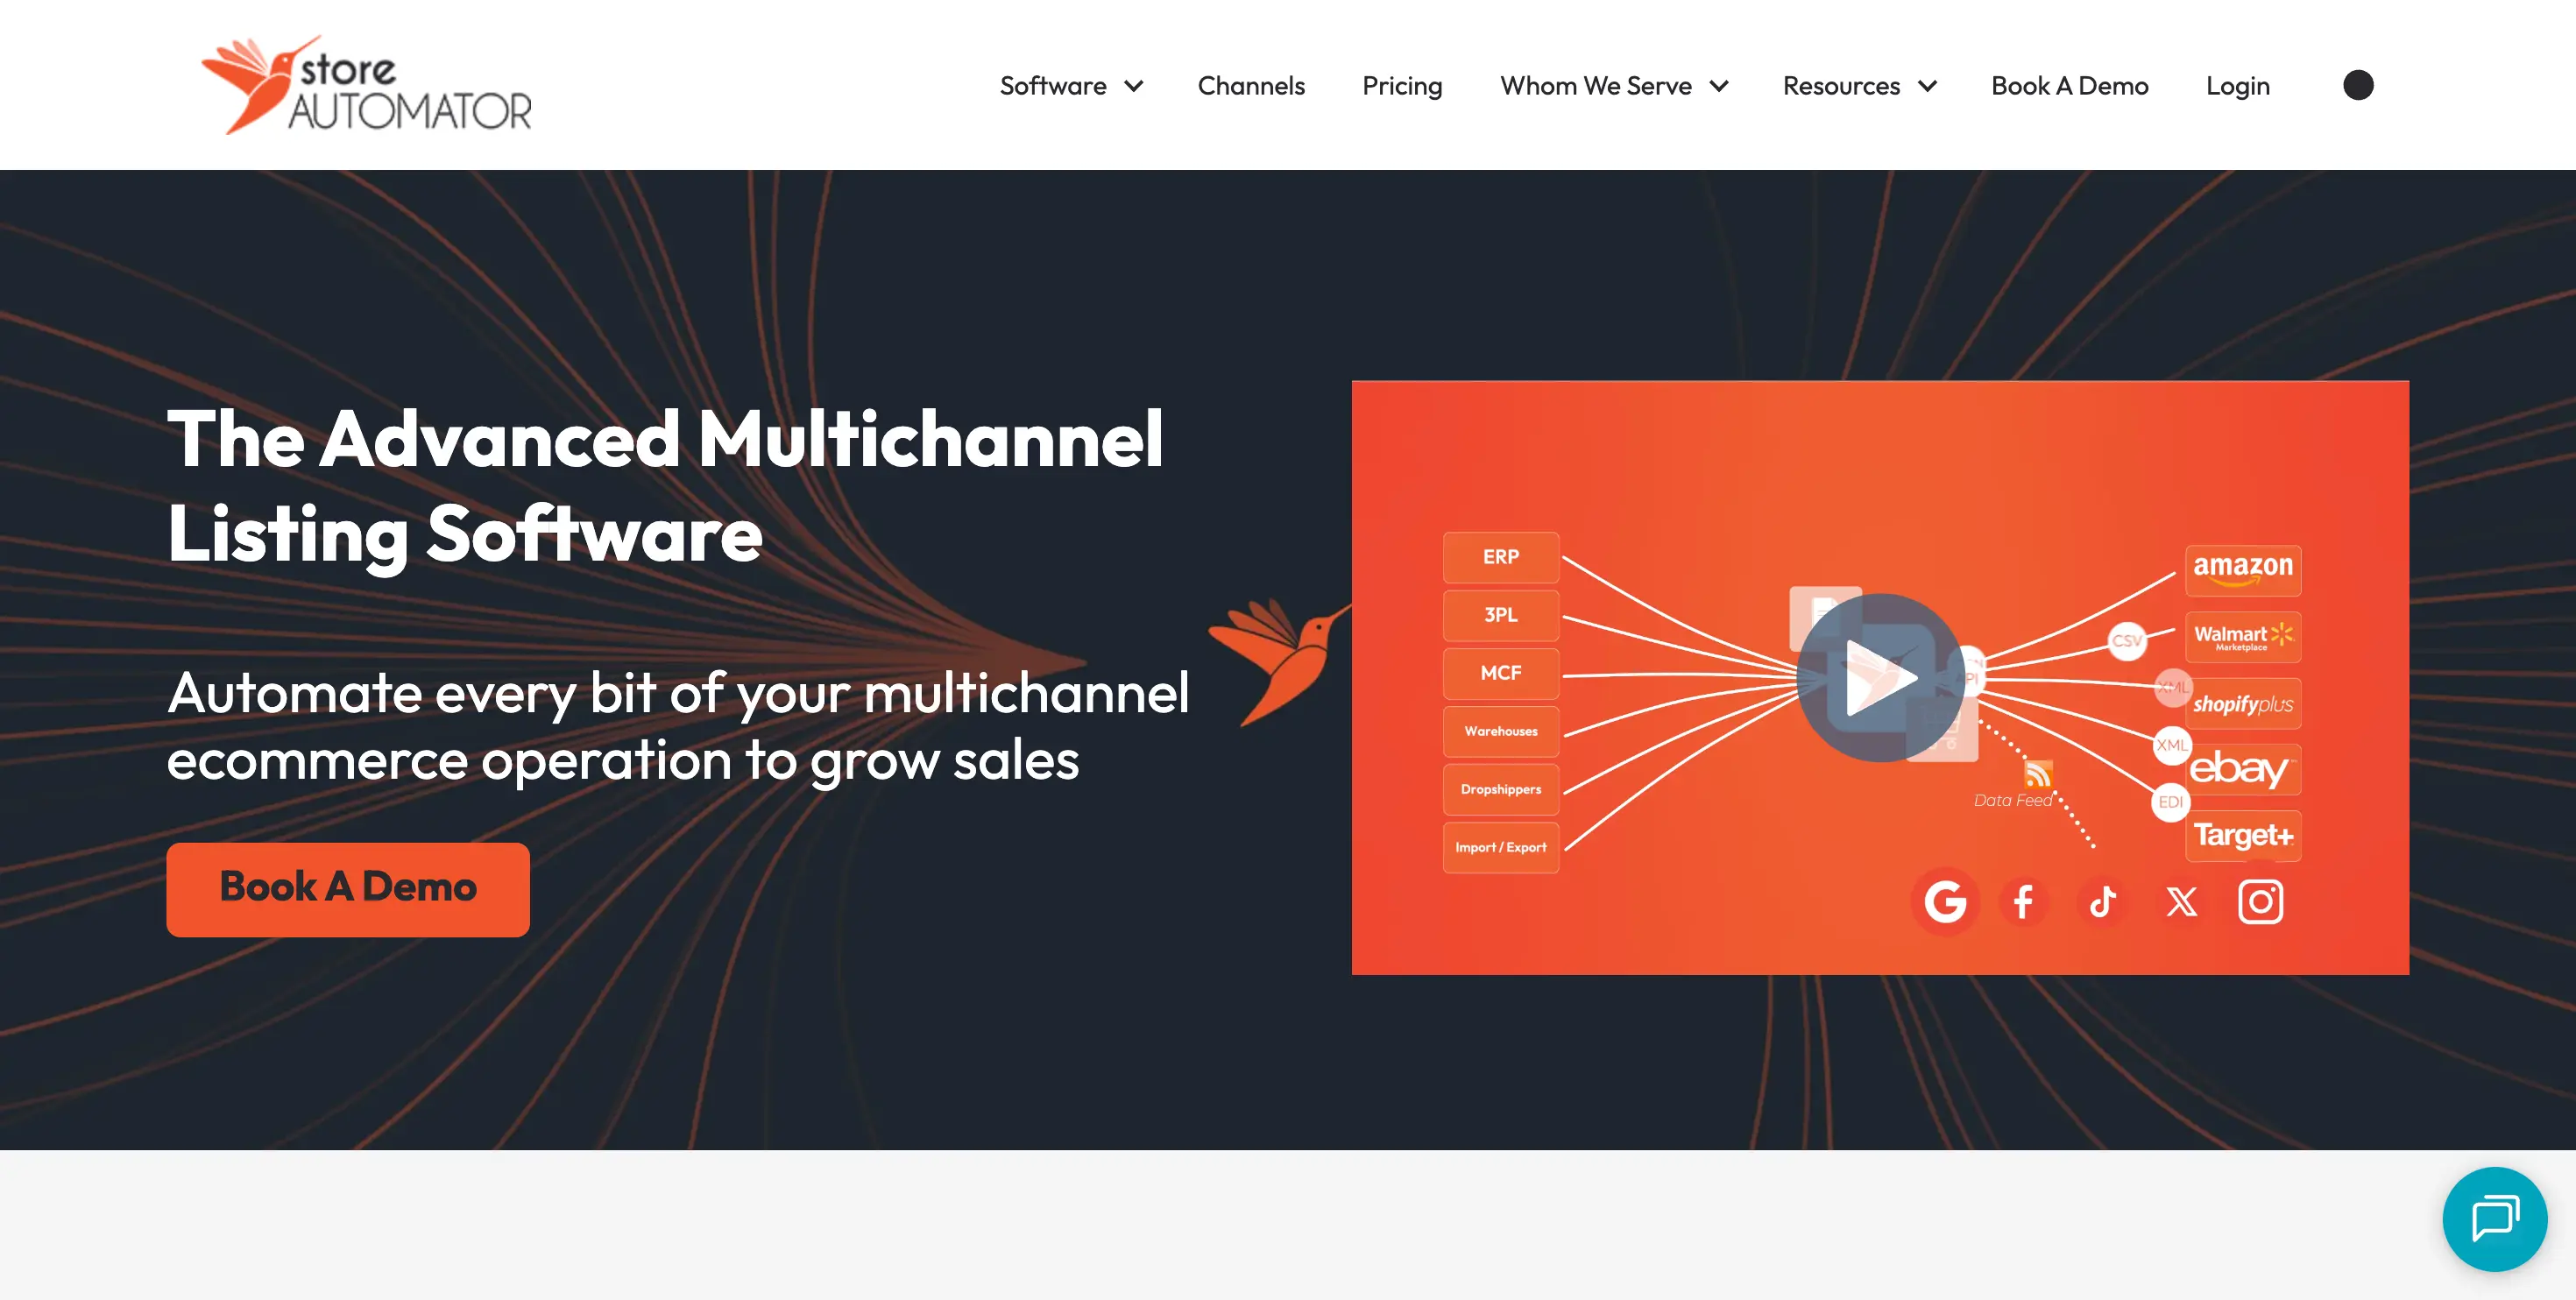 store
AUTOMATOR
Software
Channels
Pricing
Whom We Serve
Resources
Book A Demo
Login
The Advanced Multichannel
Listing Software
Automate every bit of your multichannel
ecommerce operation to grow sales
Book A Demo
ERP
3PL
MCF
Warehouses
Dropshippers
Import / Export
amazon
CSV
Walmart
Marketplace
XML
shopifyplus
XML
ebay
EDI
Data Feed
Target+